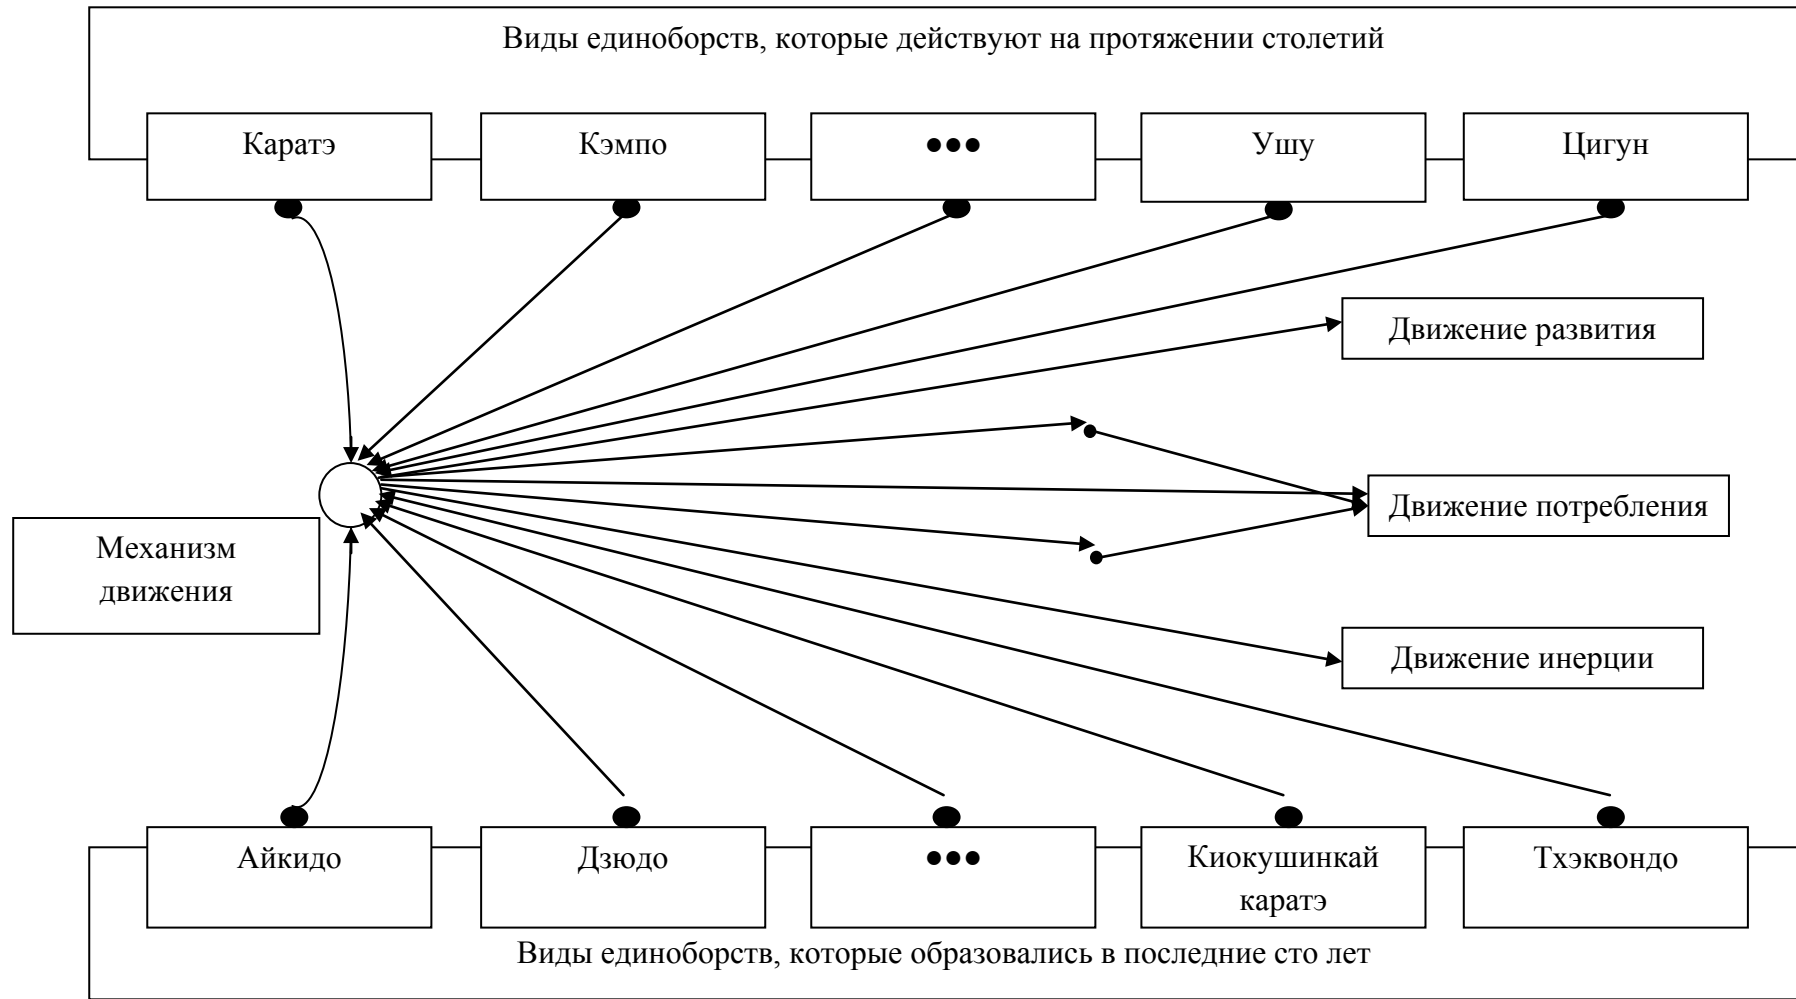 Виды единоборств, которые действуют на протяжении столетий
Каратэ
Кэмпо
•••
Ушу
Цигун
Движение развития
Движение потребления
Механизм
движения
Движение инерции
Айкидо
Дзюдо
•••
Киокушинкай
каратэ
Тхэквондо
Виды единоборств, которые образовались в последние сто лет